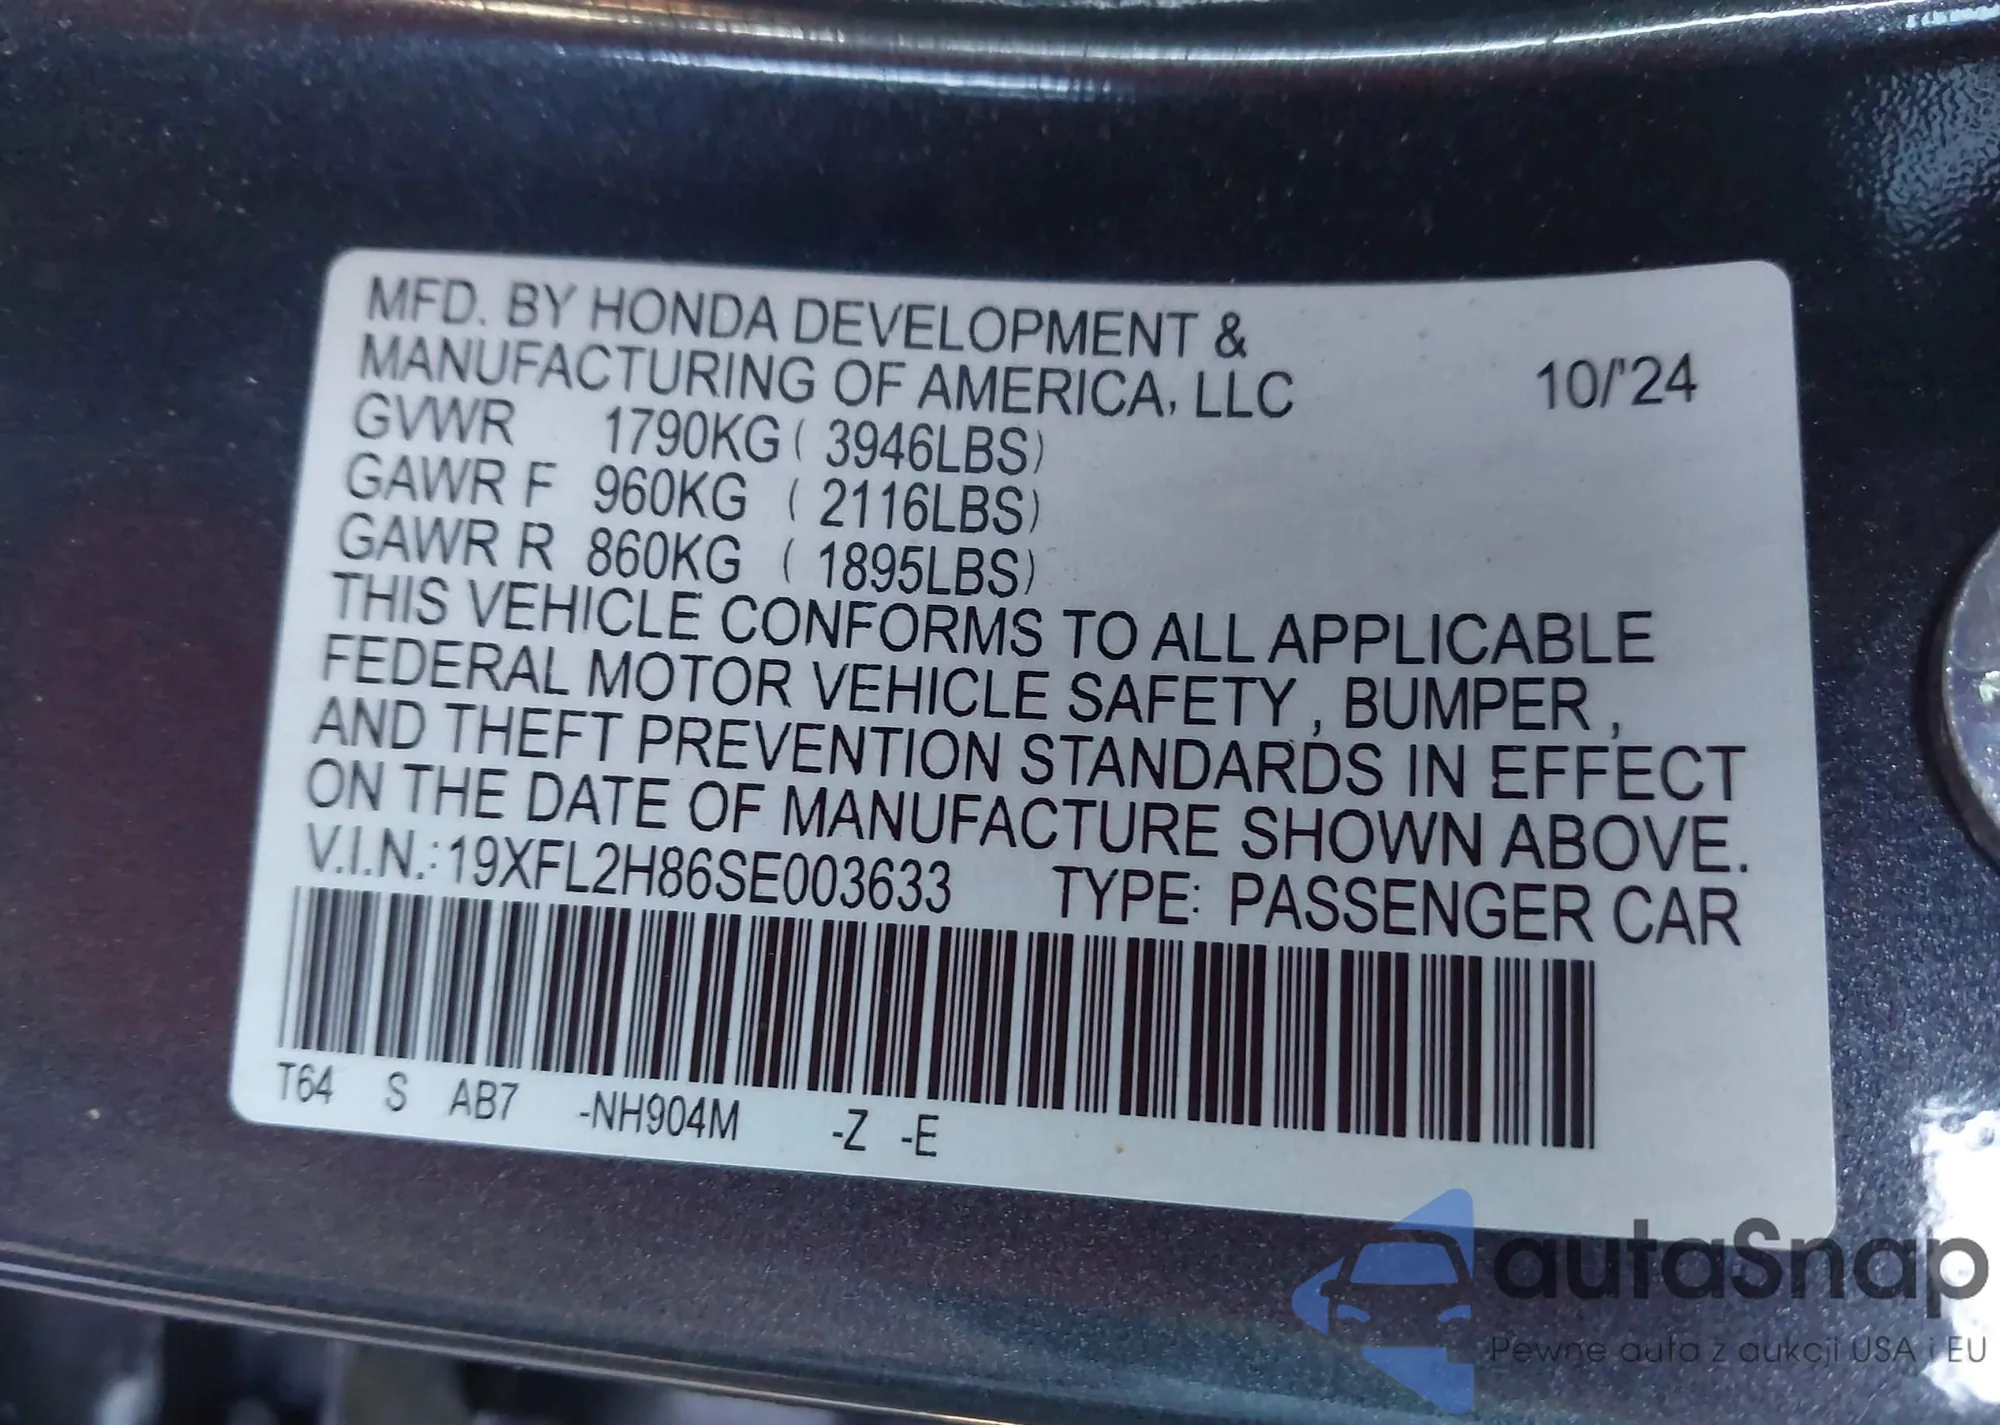 MFD. BY HONDA DEVELOPMENT &
MANUFACTURING OF AMERICA, LLC 10/'24
GVWR 1790KG ( 3946LBS)
GAWR F 960KG ( 2116LBS)
GAWR R 860KG ( 1895LBS)
THIS VEHICLE CONFORMS TO ALL APPLICABLE
FEDERAL MOTOR VEHICLE SAFETY , BUMPER ,
AND THEFT PREVENTION STANDARDS IN EFFECT
ON THE DATE OF MANUFACTURE SHOWN ABOVE.
V.I.N.:19XFL2H86SE003633 TYPE: PASSENGER CAR
T64 S AB7 -NH904M -Z -E
autaSnap
Pewne auta z aukcji USA i EU